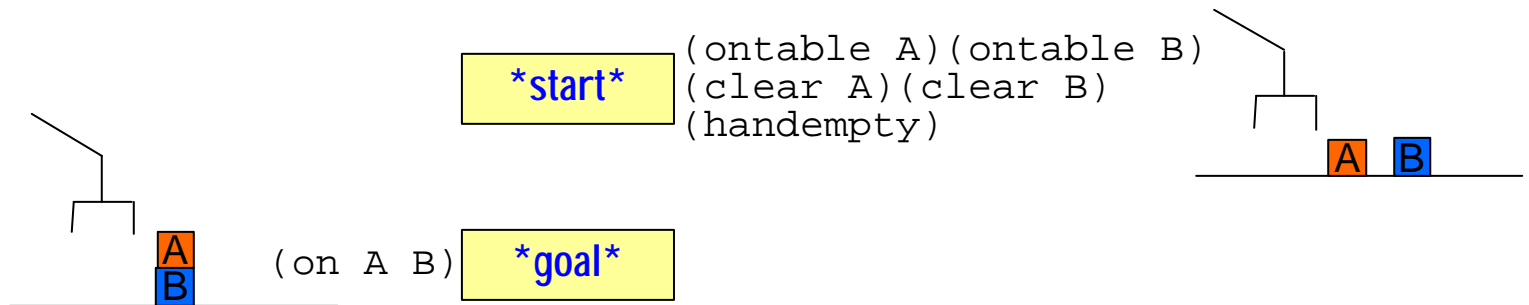 *start*
(ontable A)(ontable B)
(clear A)(clear B)
(handempty)
A B
(on A B)
*goal*
A
B